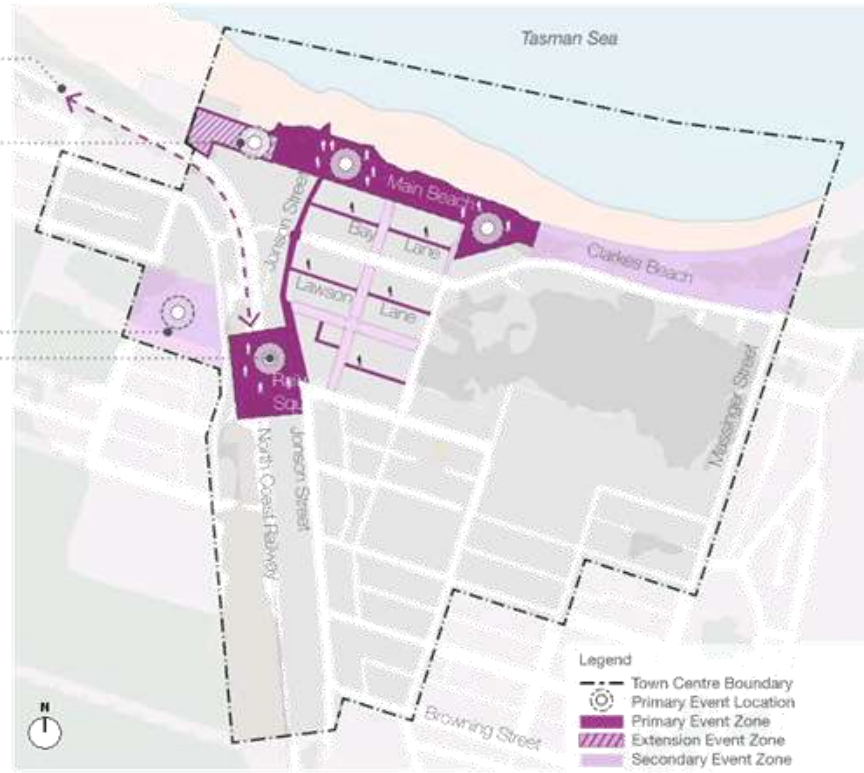 Tasman Sea
Main Beach
Jonson Street
Bay
Lane
Clarkes Beach
Lawson
Lane
Massinger Street
North Coast Railway
Jonson Street
Browning Street
N
Legend
Town Centre Boundary
Primary Event Location
Primary Event Zone
Extension Event Zone
Secondary Event Zone